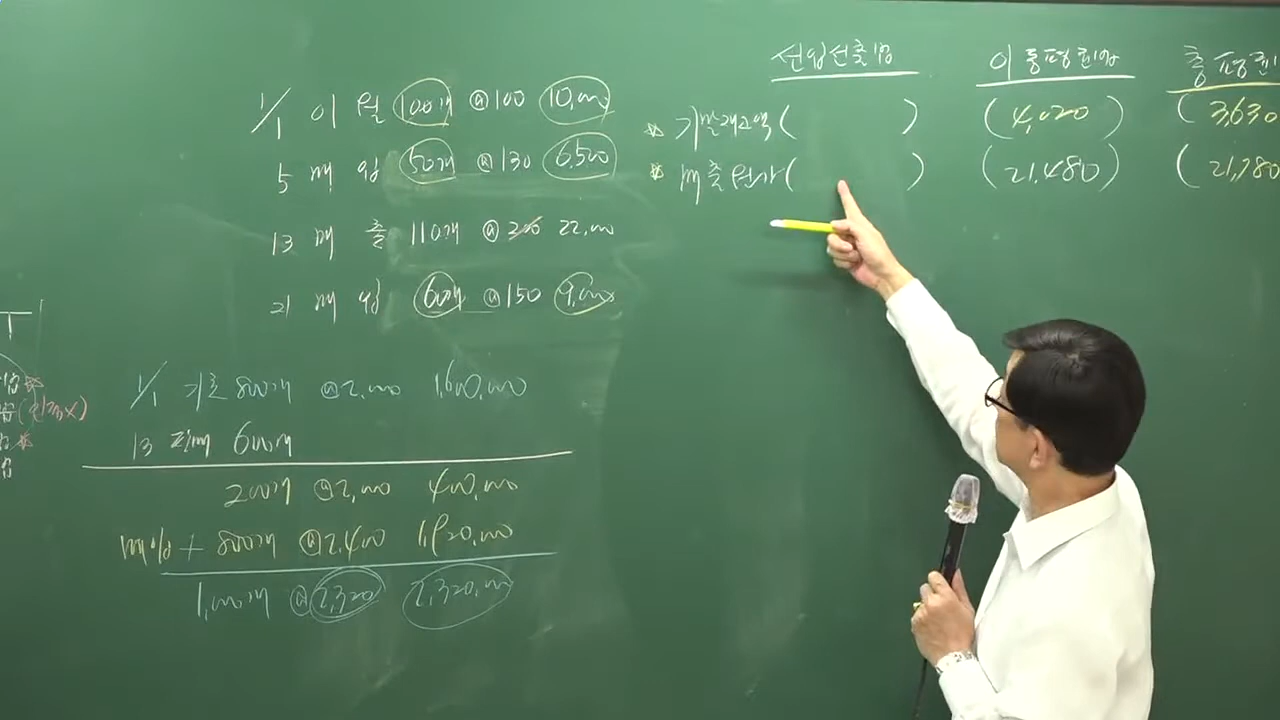 선입선출법 이동평균법 총평균
1/1 이월 100개 @100 10,000
5 매입 50개 @130 6,500
13 매출 110개 @200 22,000
21 매입 60개 @150 9,000
기말재고액 ( ) (4,020) (3,630
매출원가 ( ) (21,480) (21,780
1/1 기초 800개 @2,000 1,600,000
13 판매 600개
200개 @2,000 400,000
매입 + 800개 @2,400 1,920,000
1,000개 @2,320 2,320,000